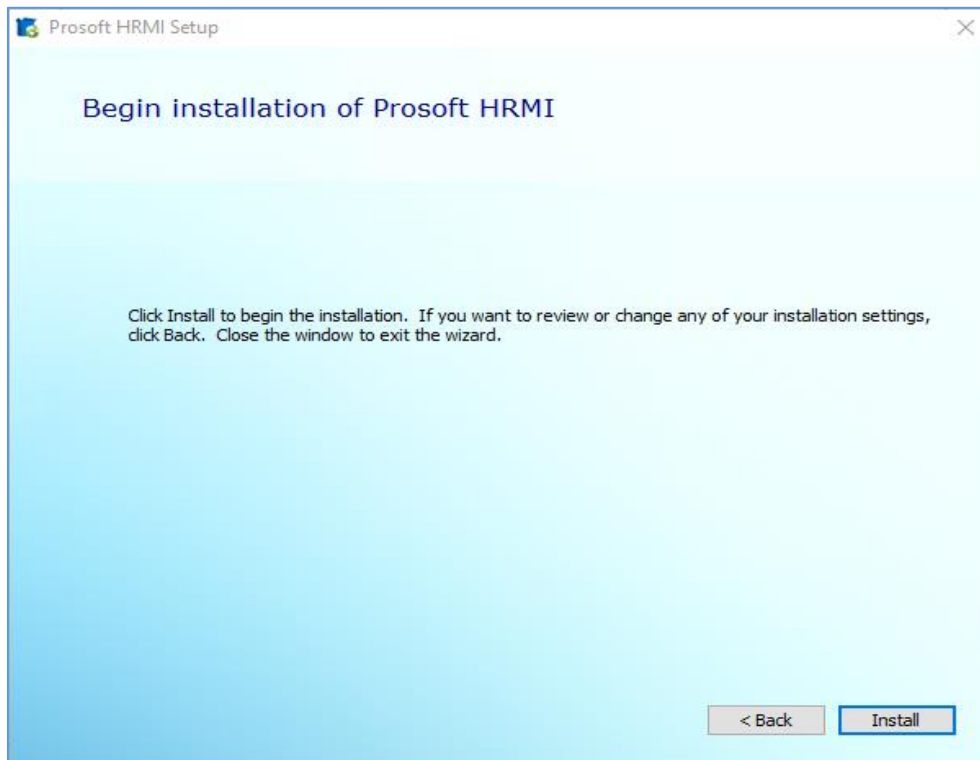 Prosoft HRMI Setup
Begin installation of Prosoft HRMI
Click Install to begin the installation.  If you want to review or change any of your installation settings,
click Back.  Close the window to exit the wizard.
< Back
Install